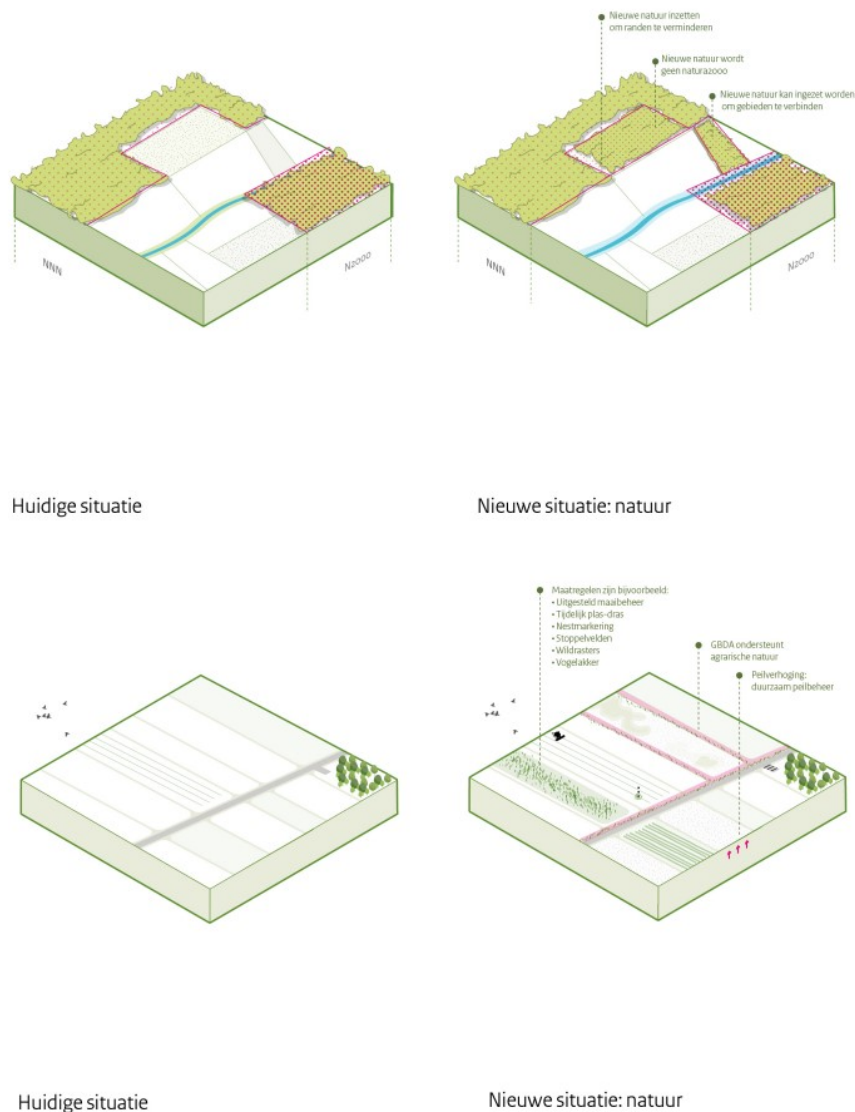 Nieuwe natuur inzetten
om randen te verminderen
Nieuwe natuur wordt
geen natura2000
Nieuwe natuur kan ingezet worden
om gebieden te verbinden
NNN
N2000
NNN
N2000
Huidige situatie
Nieuwe situatie: natuur
Maatregelen zijn bijvoorbeeld:
• Uitgesteld maaibeheer
• Tijdelijk plas-dras
• Nestmarkering
• Stoppelvelden
• Wildrasters
• Vogelakker
GBDA ondersteunt
agrarische natuur
Peilverhoging:
duurzaam peilbeheer
Huidige situatie
Nieuwe situatie: natuur